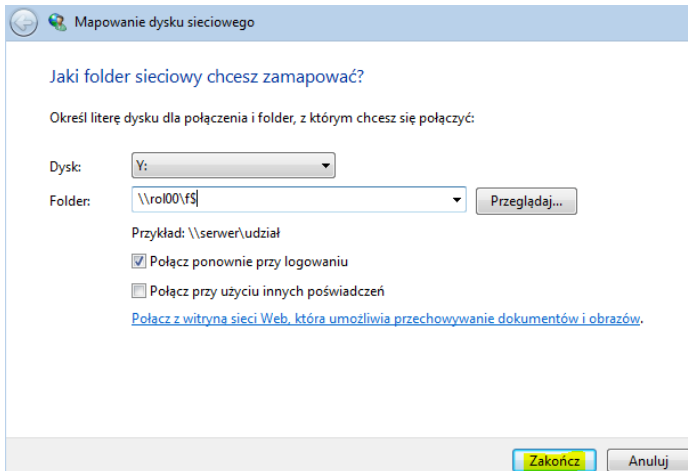 Mapowanie dysku sieciowego
Jaki folder sieciowy chcesz zamapować?
Określ literę dysku dla połączenia i folder, z którym chcesz się połączyć:
Dysk: Y:
Folder: \\rol00\f$ Przeglądaj...
Przykład: \\serwer\udział
Połącz ponownie przy logowaniu
Połącz przy użyciu innych poświadczeń
Połącz z witryna sieci Web, która umożliwia przechowywanie dokumentów i obrazów.
Zakończ Anuluj